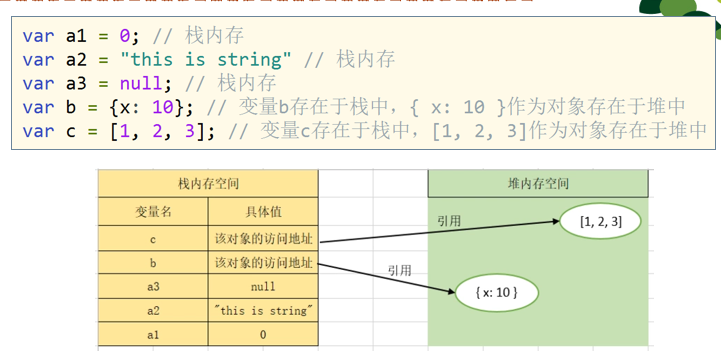 var a1 = 0; // 栈内存
var a2 = "this is string" // 栈内存
var a3 = null; // 栈内存
var b = {x: 10}; // 变量b存在于栈中，{ x: 10 }作为对象存在于堆中
var c = [1, 2, 3]; // 变量c存在于栈中，[1, 2, 3]作为对象存在于堆中
栈内存空间 堆内存空间
变量名 具体值
引用 [1, 2, 3]
c 该对象的访问地址
b 该对象的访问地址
引用
a3 null
{ x: 10 }
a2 "this is string"
a1 0